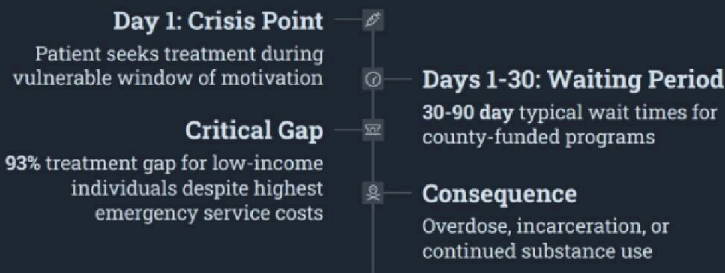 Day 1: Crisis Point
Patient seeks treatment during
vulnerable window of motivation
Days 1-30: Waiting Period
30-90 day typical wait times for
county-funded programs
Critical Gap
93% treatment gap for low-income
individuals despite highest
emergency service costs
Consequence
Overdose, incarceration, or
continued substance use